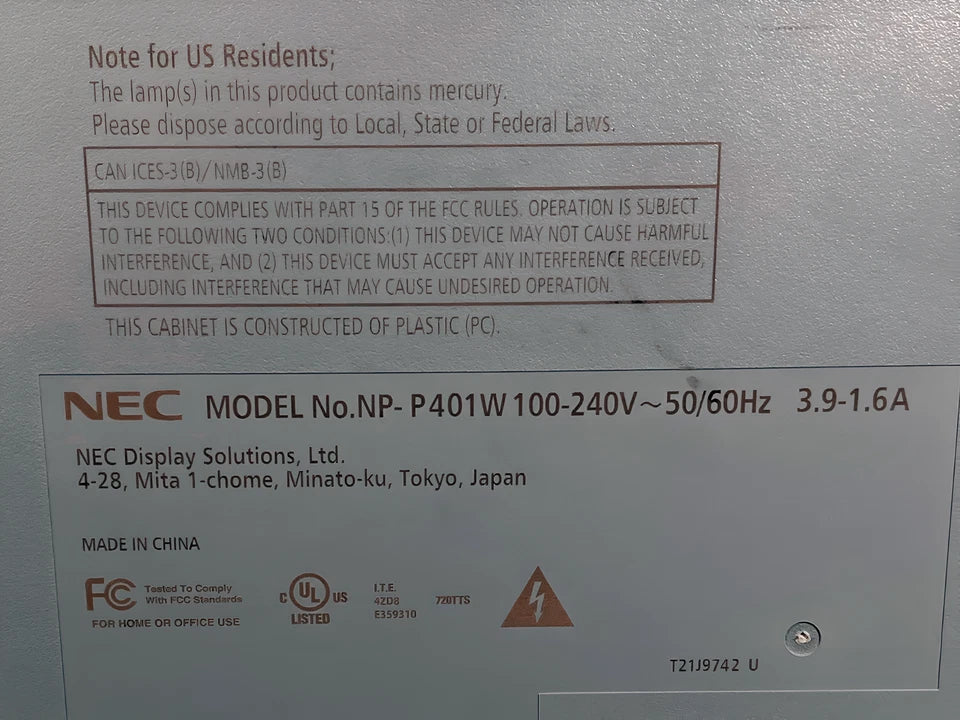 Note for US Residents;
The lamp(s) in this product contains mercury.
Please dispose according to Local, State or Federal Laws.
CAN ICES-3(B)/NMB-3(B)
THIS DEVICE COMPLIES WITH PART 15 OF THE FCC RULES. OPERATION IS SUBJECT
TO THE FOLLOWING TWO CONDITIONS:(1) THIS DEVICE MAY NOT CAUSE HARMFUL
INTERFERENCE, AND (2) THIS DEVICE MUST ACCEPT ANY INTERFERENCE RECEIVED,
INCLUDING INTERFERENCE THAT MAY CAUSE UNDESIRED OPERATION.
THIS CABINET IS CONSTRUCTED OF PLASTIC (PC).
NEC MODEL No.NP- P401W 100-240V~50/60Hz 3.9-1.6A
NEC Display Solutions, Ltd.
4-28, Mita 1-chome, Minato-ku, Tokyo, Japan
MADE IN CHINA
FC Tested To Comply
With FCC Standards
FOR HOME OR OFFICE USE
C UL US
LISTED
I.T.E.
42D8
E359310
720TTS
T21J9742 U